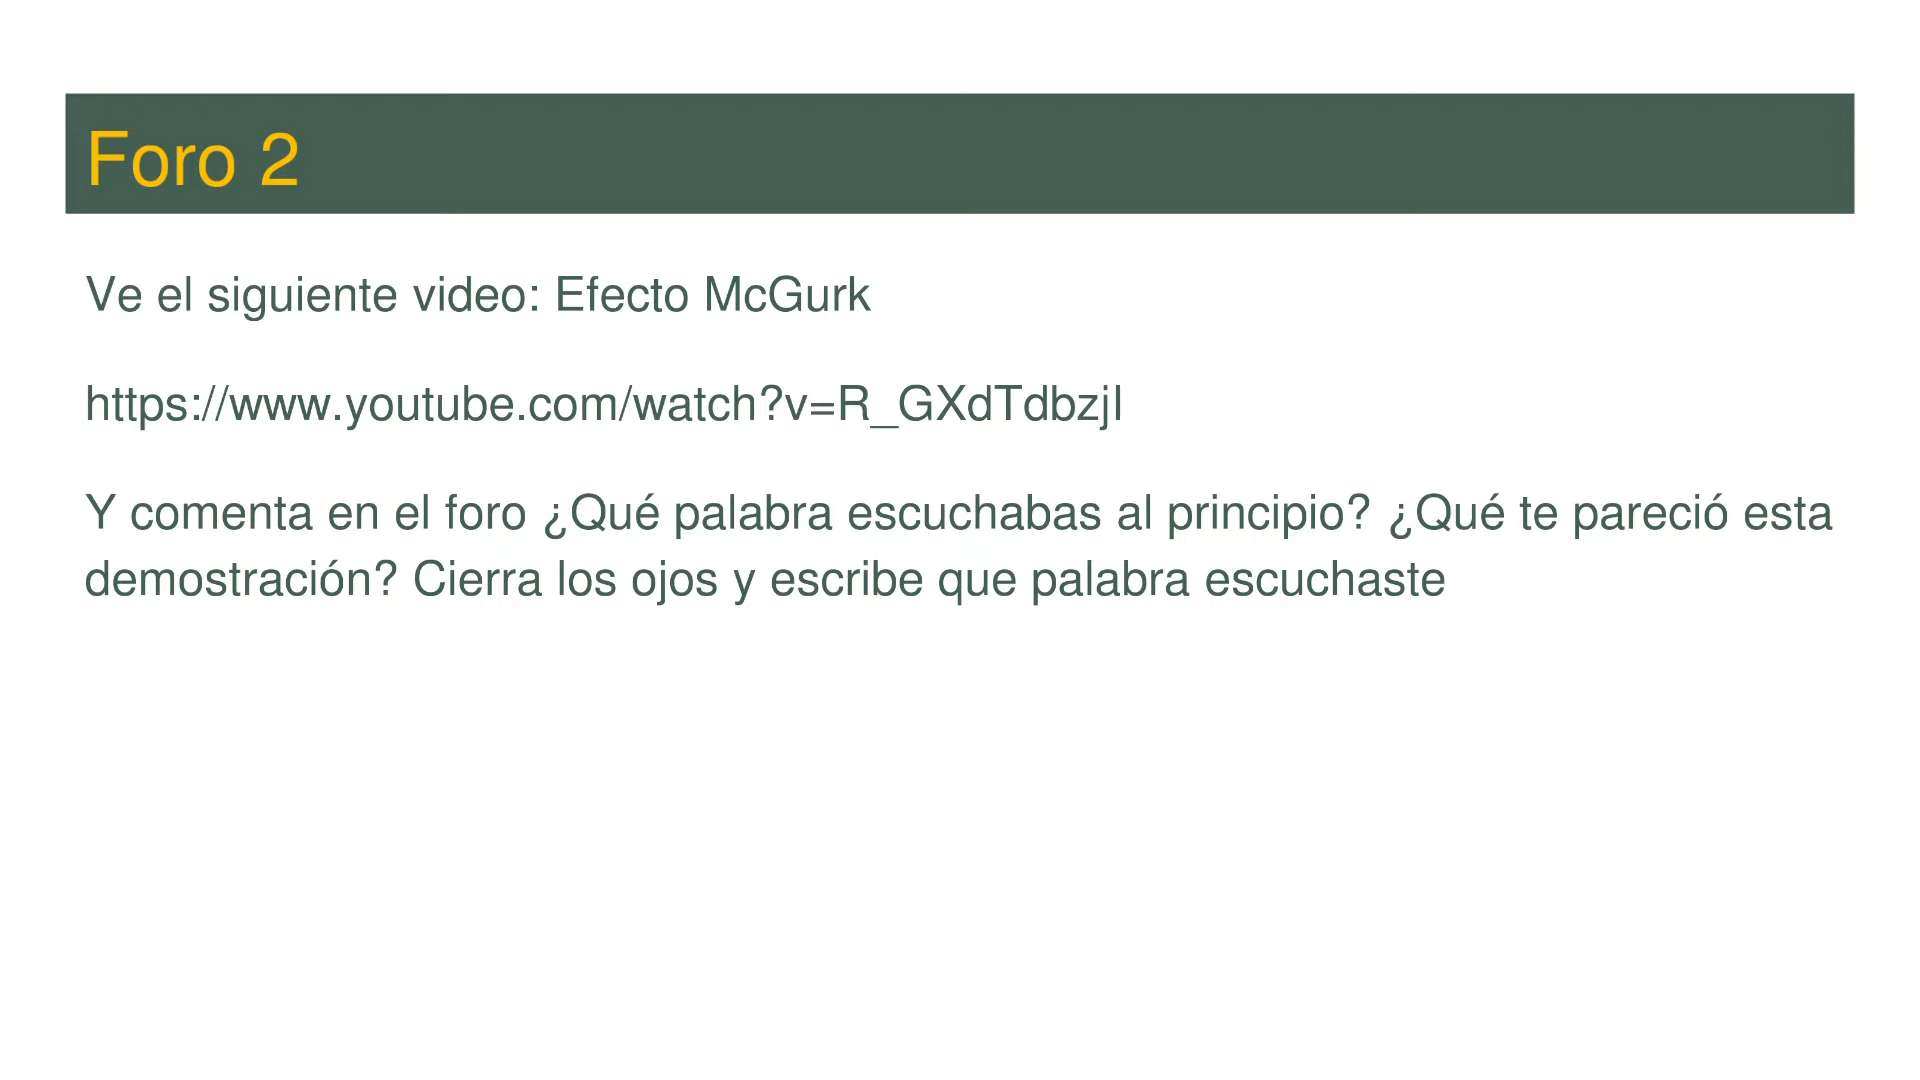 Foro 2
Ve el siguiente video: Efecto McGurk
https://www.youtube.com/watch?v=R_GXdTdbzjI
Y comenta en el foro ¿Qué palabra escuchabas al principio? ¿Qué te pareció esta
demostración? Cierra los ojos y escribe que palabra escuchaste